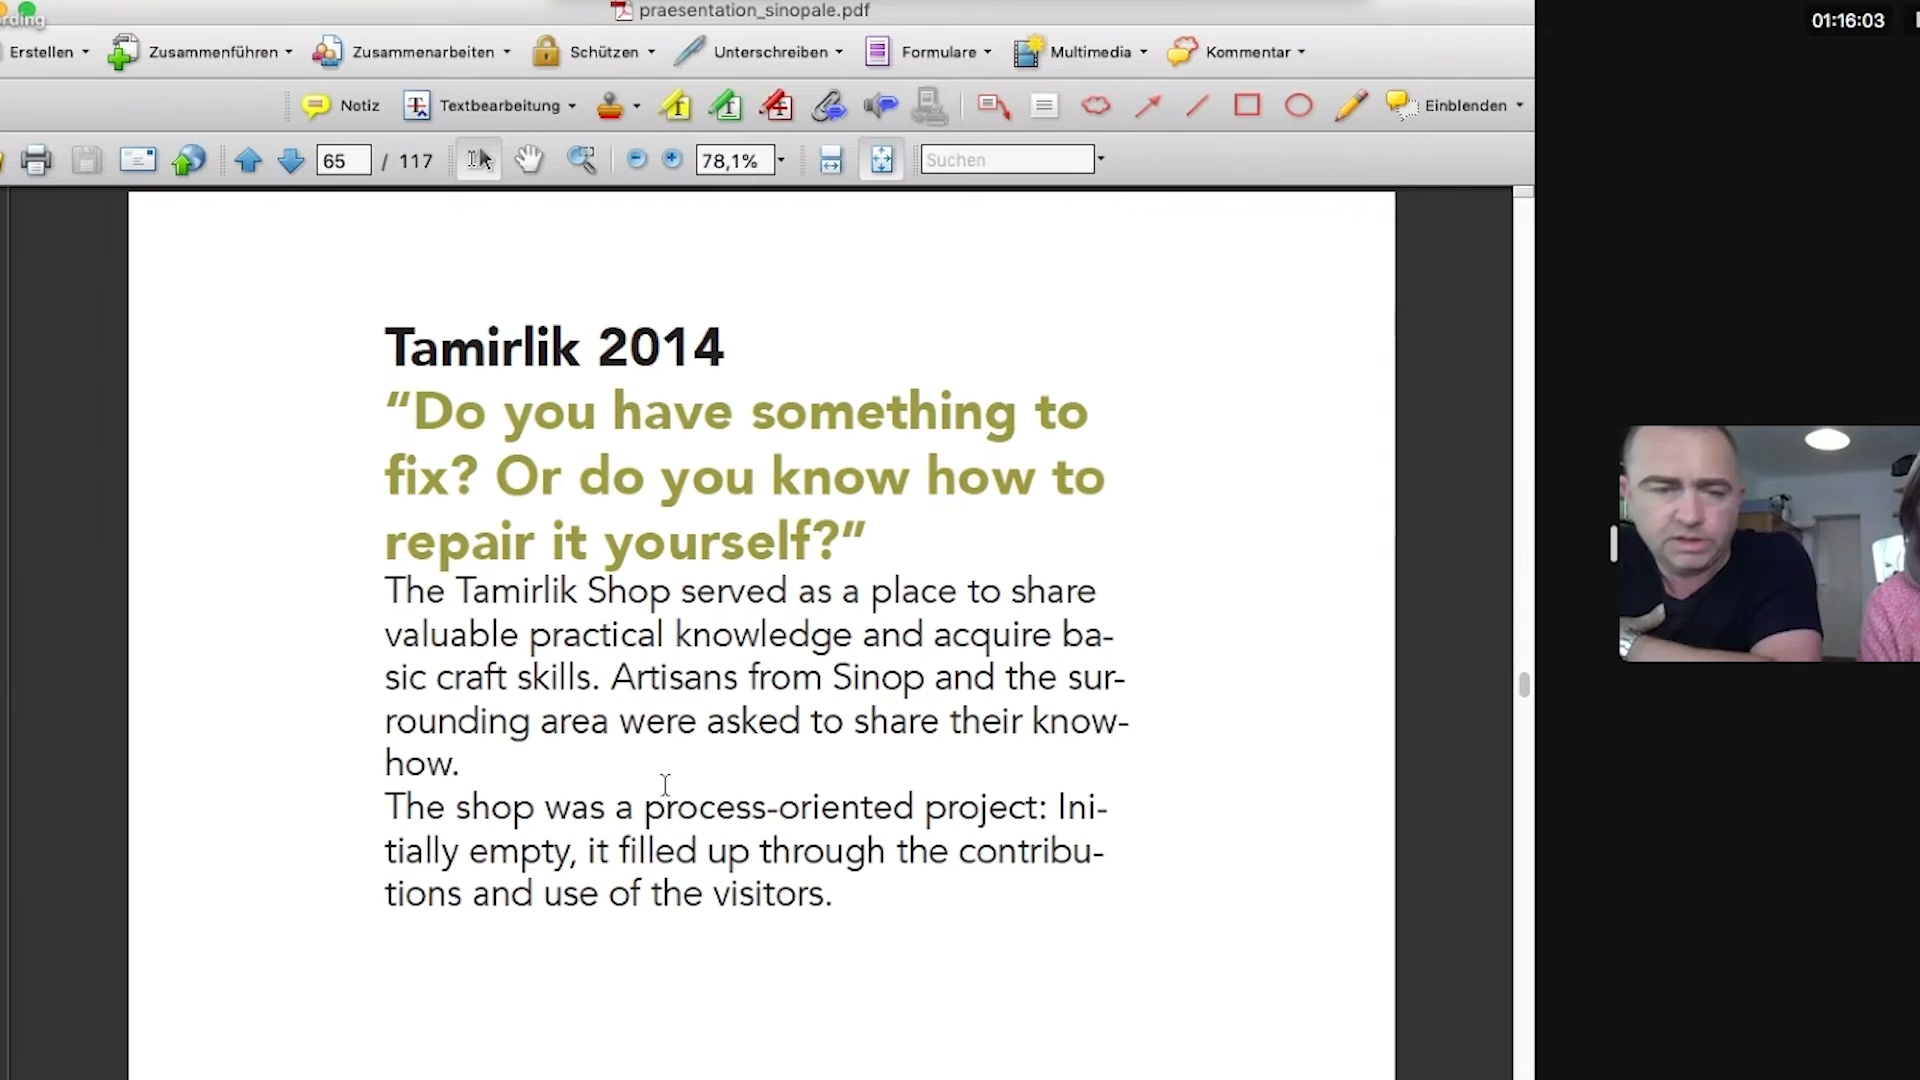 rding
praesentation_sinopale.pdf
01:16:03
Erstellen Zusammenführen Zusammenarbeiten Schützen Unterschreiben Formulare Multimedia Kommentar
Notiz Textbearbeitung Einblenden
65 / 117 78,1% Suchen
Tamirlik 2014
“Do you have something to
fix? Or do you know how to
repair it yourself?”
The Tamirlik Shop served as a place to share
valuable practical knowledge and acquire ba-
sic craft skills. Artisans from Sinop and the sur-
rounding area were asked to share their know-
how.
The shop was a process-oriented project: Ini-
tially empty, it filled up through the contribu-
tions and use of the visitors.